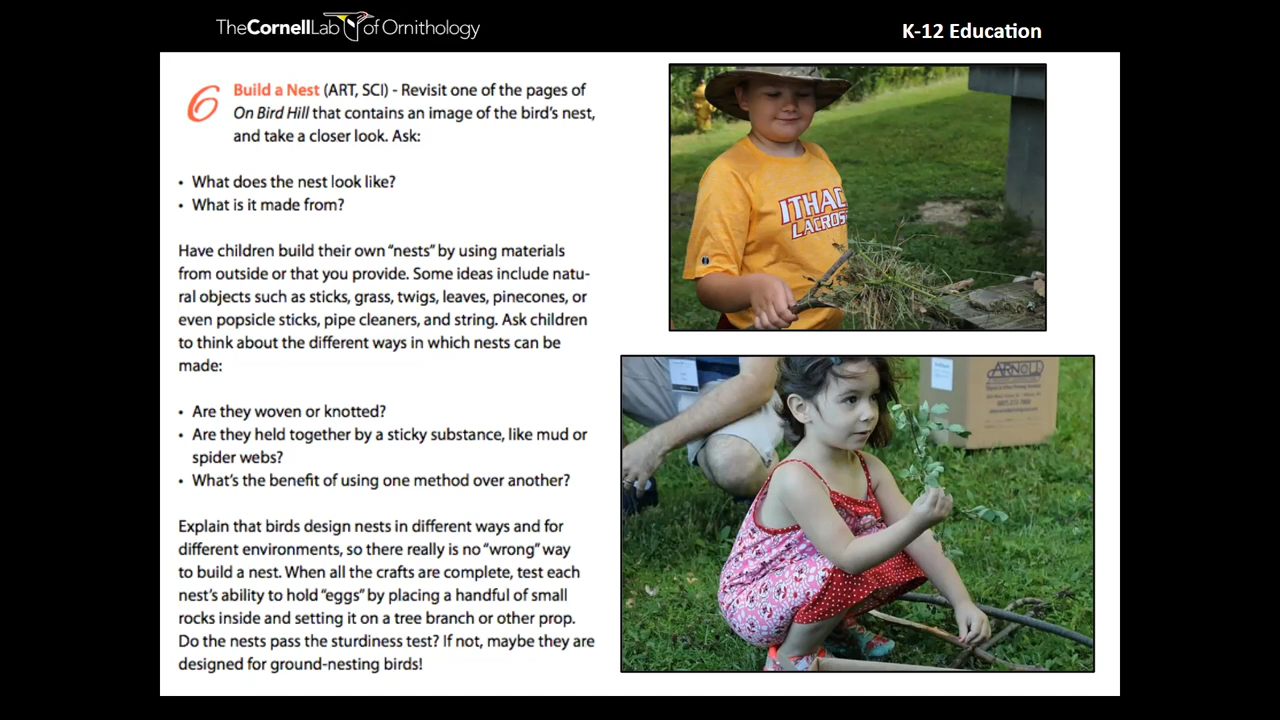 TheCornellLab of Ornithology
K-12 Education
6
Build a Nest (ART, SCI) - Revisit one of the pages of
On Bird Hill that contains an image of the bird's nest,
and take a closer look. Ask:
• What does the nest look like?
• What is it made from?
Have children build their own “nests” by using materials
from outside or that you provide. Some ideas include natu-
ral objects such as sticks, grass, twigs, leaves, pinecones, or
even popsicle sticks, pipe cleaners, and string. Ask children
to think about the different ways in which nests can be
made:
• Are they woven or knotted?
• Are they held together by a sticky substance, like mud or
spider webs?
• What's the benefit of using one method over another?
Explain that birds design nests in different ways and for
different environments, so there really is no “wrong” way
to build a nest. When all the crafts are complete, test each
nest's ability to hold “eggs” by placing a handful of small
rocks inside and setting it on a tree branch or other prop.
Do the nests pass the sturdiness test? If not, maybe they are
designed for ground-nesting birds!
ITHAC
LACROS
ARNOLD